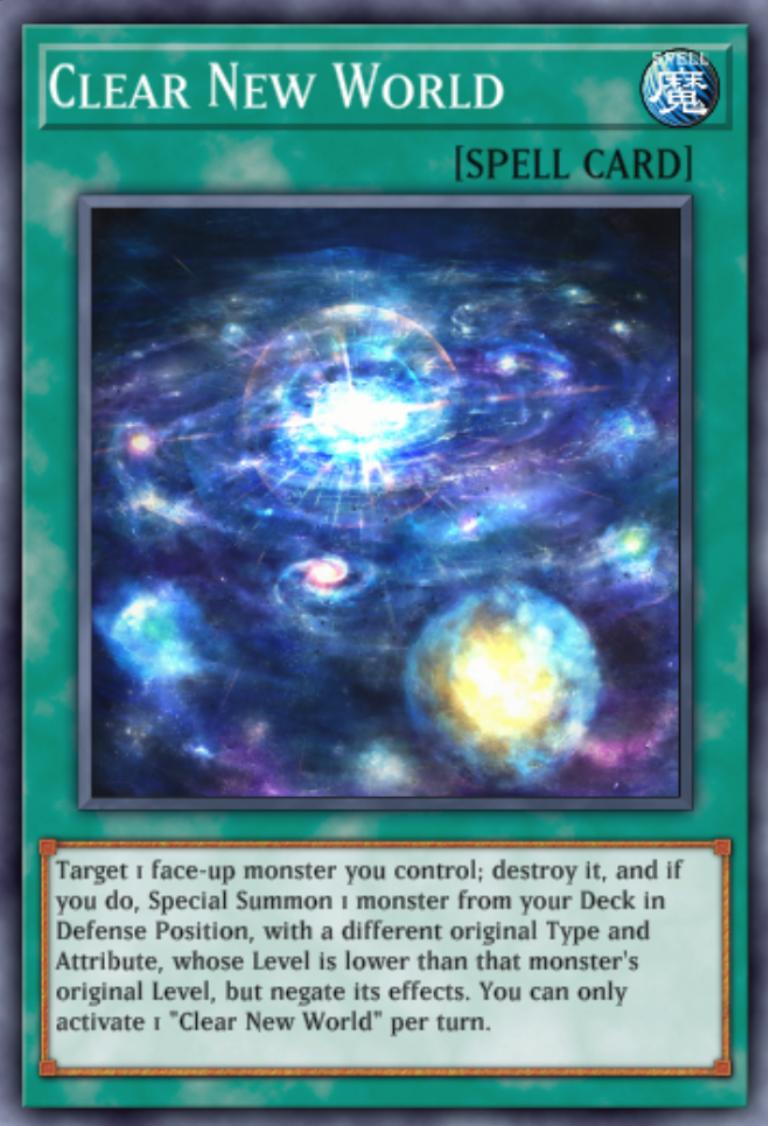 CLEAR NEW WORLD
SPELL
魔
[SPELL CARD]
Target 1 face-up monster you control; destroy it, and if
you do, Special Summon 1 monster from your Deck in
Defense Position, with a different original Type and
Attribute, whose Level is lower than that monster's
original Level, but negate its effects. You can only
activate 1 "Clear New World" per turn.